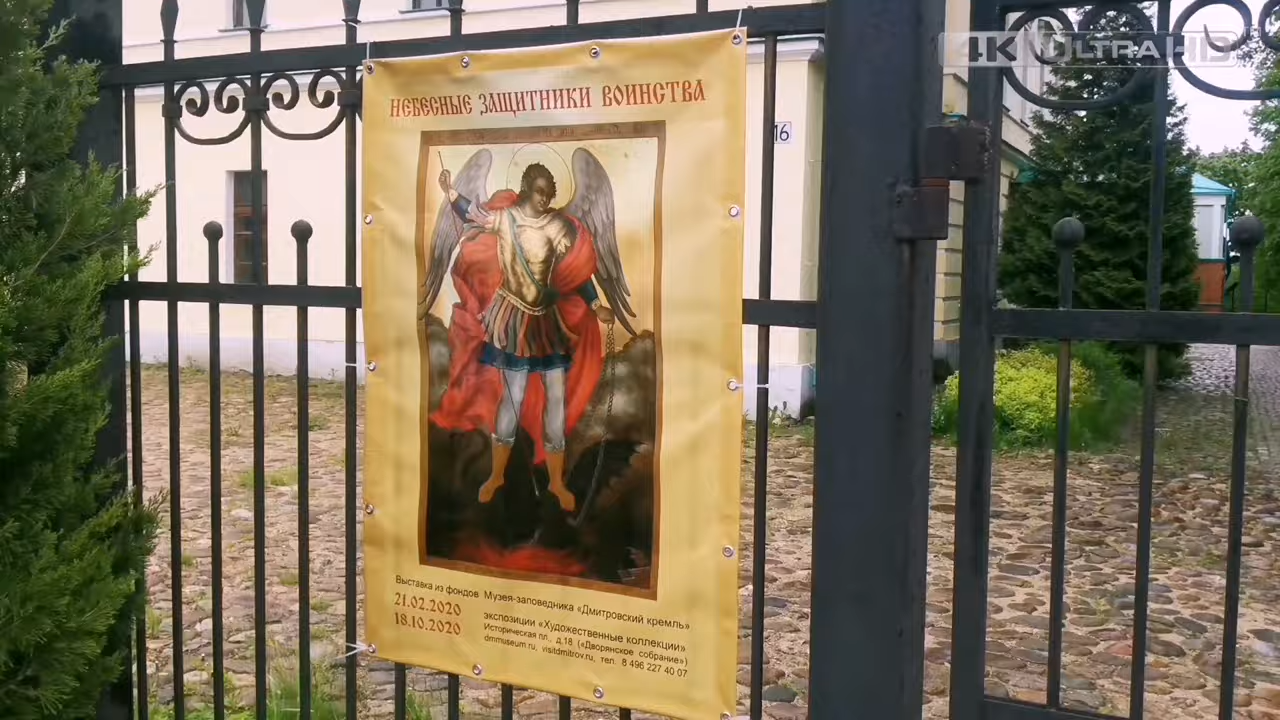 4K ULTRA HD
НЕБЕСНЫЕ ЗАЩИТНИКИ ВОИНСТВА
16
Выставка из фондов Музея-заповедника «Дмитровский кремль»
21.02.2020
18.10.2020
экспозиции «Художественные коллекции»
Историческая пл., д.18 («Дворянское собрание»)
dmmuseum.ru, visitdmitrov.ru, тел. 8 496 227 40 07